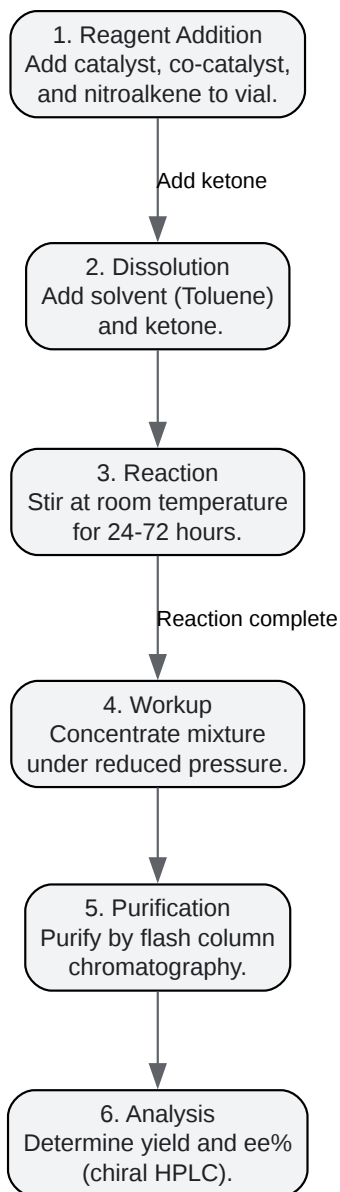 1. Reagent Addition
Add catalyst, co-catalyst,
and nitroalkene to vial.
Add ketone
2. Dissolution
Add solvent (Toluene)
and ketone.
3. Reaction
Stir at room temperature
for 24-72 hours.
Reaction complete
4. Workup
Concentrate mixture
under reduced pressure.
5. Purification
Purify by flash column
chromatography.
6. Analysis
Determine yield and ee%
(chiral HPLC).